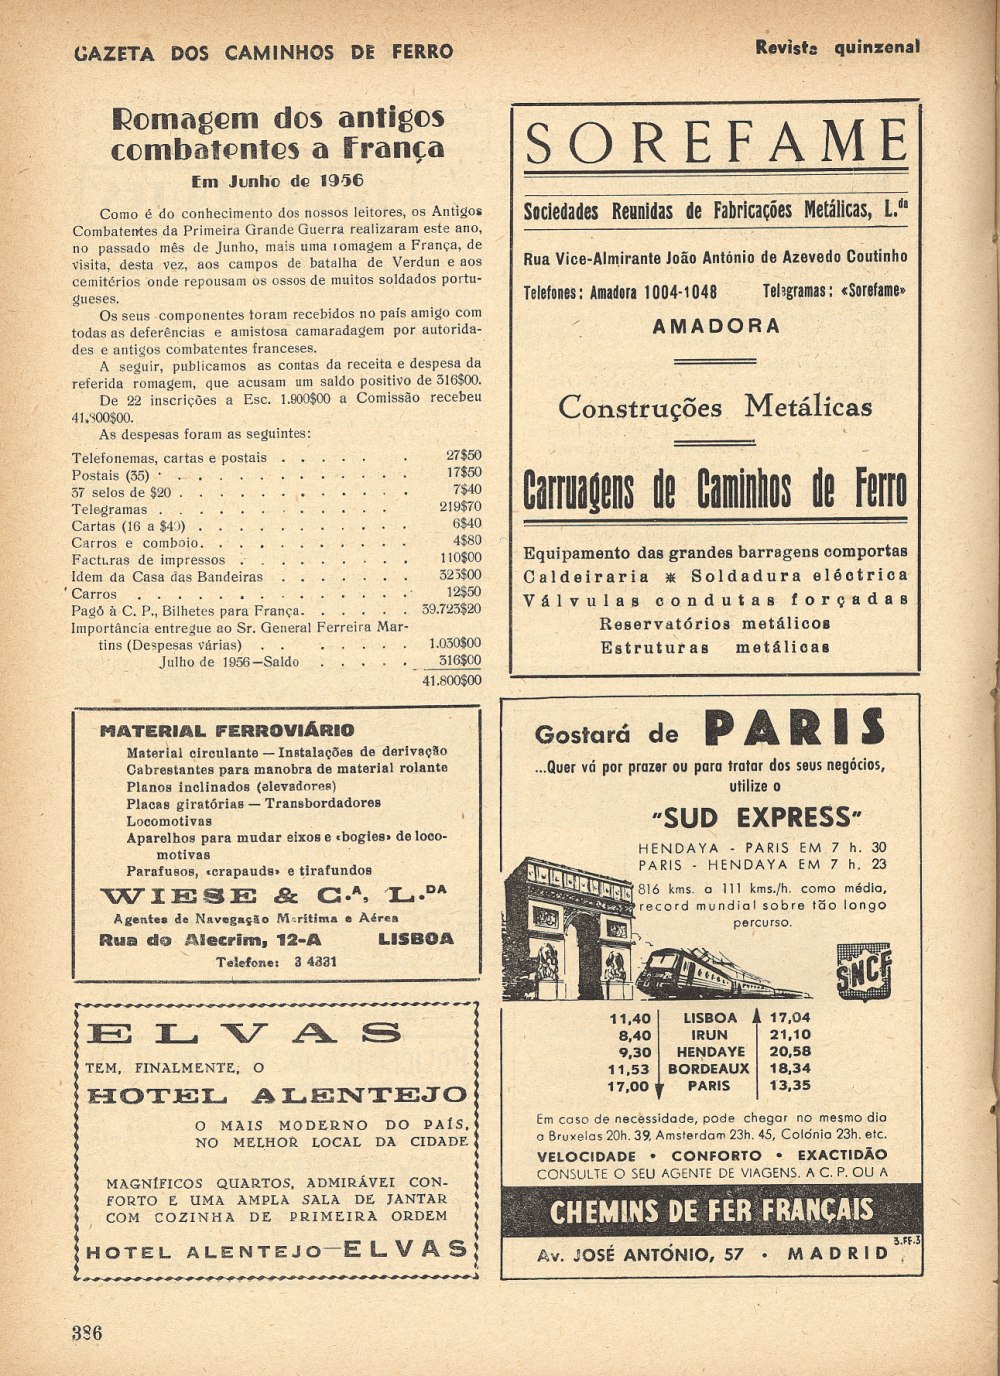 GAZETA DOS CAMINHOS DE FERRO
Revista quinzenal
Romagem dos antigos
combatentes a França
Em Junho de 1956
Como é do conhecimento dos nossos leitores, os Antigos
Combatentes da Primeira Grande Guerra realizaram este ano,
no passado mês de Junho, mais uma romagem a França, de
visita, desta vez, aos campos de batalha de Verdun e aos
cemitérios onde repousam os ossos de muitos soldados portu-
gueses.
Os seus componentes foram recebidos no país amigo com
todas as deferências e amistosa camaradagem por autorida-
des e antigos combatentes franceses.
A seguir, publicamos as contas da receita e despesa da
referida romagem, que acusam um saldo positivo de 316$00.
De 22 inscrições a Esc. 1.900$00 a Comissão recebeu
41.800$00.
As despesas foram as seguintes:
Telefonemas, cartas e postais . . . . . . 27$50
Postais (35) . . . . . . . . . . 17$50
37 selos de $20 . . . . . . . . . . 7$40
Telegramas . . . . . . . . . . 219$70
Cartas (16 a $40) . . . . . . . . . . 6$40
Carros e comboio. . . . . . . . . . 4$80
Facturas de impressos . . . . . . . . . 110$00
Idem da Casa das Bandeiras . . . . . . . 325$00
Carros . . . . . . . . . . . . 12$50
Pagô à C. P., Bilhetes para França. . . . . . 39.723$20
Importância entregue ao Sr. General Ferreira Mar-
tins (Despesas várias) . . . . . . . 1.030$00
Julho de 1956—Saldo . . . . . 316$00
41.800$00
SOREFAME
Sociedades Reunidas de Fabricações Metálicas, L.da
Rua Vice-Almirante João António de Azevedo Coutinho
Telefones: Amadora 1004-1048 Telegramas: «Sorefame»
AMADORA
Construções Metálicas
Carruagens de Caminhos de Ferro
Equipamento das grandes barragens comportas
Caldeiraria * Soldadura eléctrica
Válvulas condutas forçadas
Reservatórios metálicos
Estruturas metálicas
MATERIAL FERROVIÁRIO
Material circulante — Instalações de derivação
Cabrestantes para manobra de material rolante
Planos inclinados (elevadores)
Placas giratórias — Transbordadores
Locomotivas
Aparelhos para mudar eixos e «bogies» de loco-
motivas
Parafusos, «crapauds» e tirafundos
WIESE & C.A, L.DA
Agentes de Navegação Marítima e Aérea
Rua do Alecrim, 12-A LISBOA
Telefone: 3 4331
ELVAS
TEM, FINALMENTE, O
HOTEL ALENTEJO
O MAIS MODERNO DO PAÍS,
NO MELHOR LOCAL DA CIDADE
MAGNÍFICOS QUARTOS, ADMIRÁVEL CON-
FORTO E UMA AMPLA SALA DE JANTAR
COM COZINHA DE PRIMEIRA ORDEM
HOTEL ALENTEJO—ELVAS
Gostará de PARIS
...Quer vá por prazer ou para tratar dos seus negócios,
utilize o
"SUD EXPRESS"
HENDAYA - PARIS EM 7 h. 30
PARIS - HENDAYA EM 7 h. 23
816 kms. a 111 kms./h. como média,
record mundial sobre tão longo
percurso.
SNCF
11,40 LISBOA 17,04
8,40 IRUN 21,10
9,30 HENDAYE 20,58
11,53 BORDEAUX 18,34
17,00 PARIS 13,35
Em caso de necessidade, pode chegar no mesmo dia
a Bruxelas 20h. 39, Amsterdam 23h. 45, Colónia 23h. etc.
VELOCIDADE • CONFORTO • EXACTIDÃO
CONSULTE O SEU AGENTE DE VIAGENS. A C. P. OU A
CHEMINS DE FER FRANÇAIS
3.FF.3
Av. JOSÉ ANTÓNIO, 57 • MADRID
386